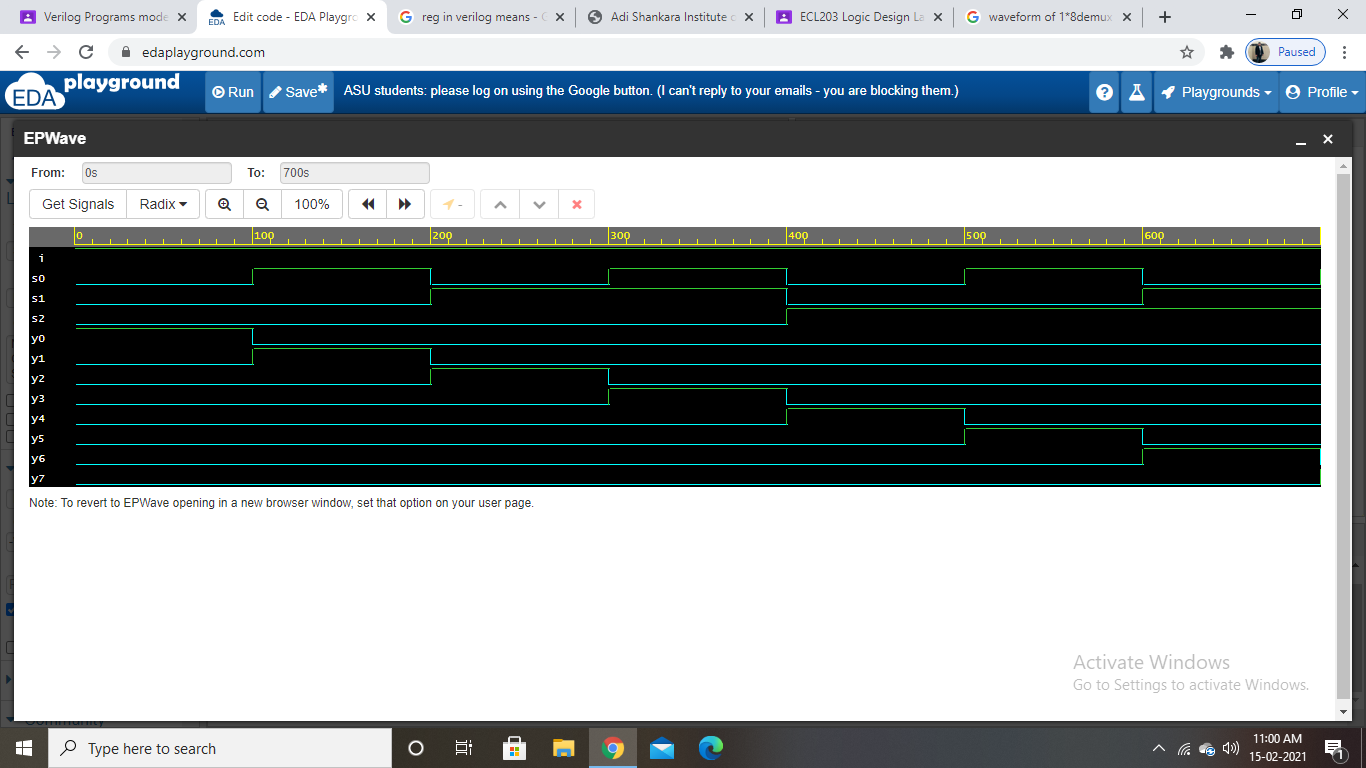 Verilog Programs mode
Edit code - EDA Playgro
reg in verilog means - G
Adi Shankara Institute o
ECL203 Logic Design La
waveform of 1*8demux
edaplayground.com
Paused
EDA playground
Run
Save*
ASU students: please log on using the Google button. (I can't reply to your emails - you are blocking them.)
?
Playgrounds
Profile
EPWave
From:
0s
To:
700s
Get Signals
Radix
100%
-
0
100
200
300
400
500
600
i
s0
s1
s2
y0
y1
y2
y3
y4
y5
y6
y7
Note: To revert to EPWave opening in a new browser window, set that option on your user page.
Activate Windows
Go to Settings to activate Windows.
Community
Type here to search
11:00 AM
15-02-2021
1